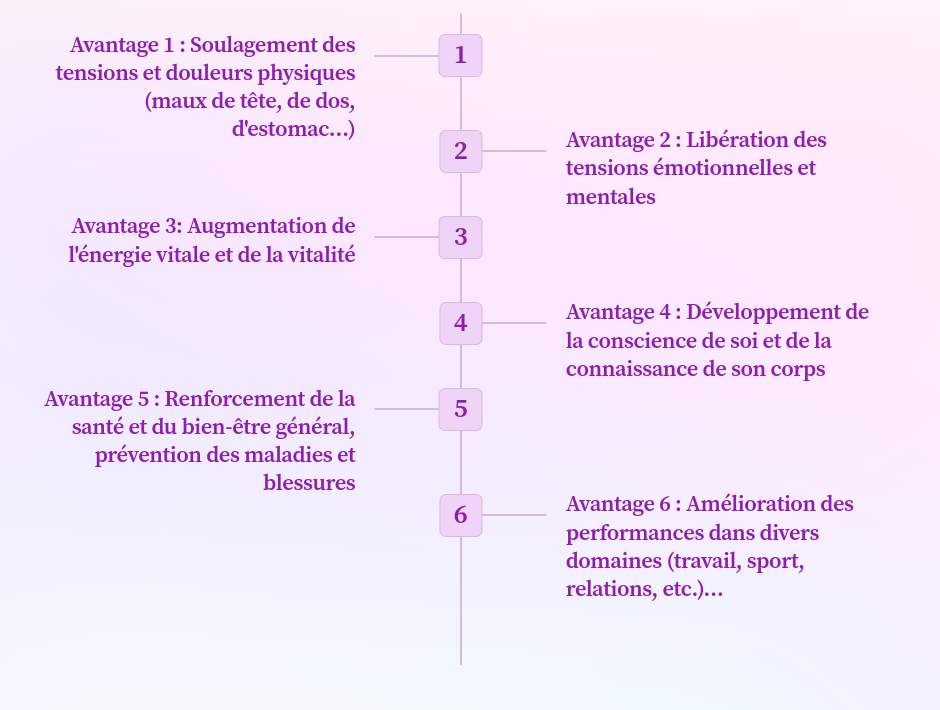 Avantage 1 : Soulagement des
tensions et douleurs physiques
(maux de tête, de dos,
d'estomac...)
1
2
Avantage 2 : Libération des
tensions émotionnelles et
mentales
Avantage 3: Augmentation de
l'énergie vitale et de la vitalité
3
4
Avantage 4 : Développement de
la conscience de soi et de la
connaissance de son corps
Avantage 5 : Renforcement de la
santé et du bien-être général,
prévention des maladies et
blessures
5
6
Avantage 6 : Amélioration des
performances dans divers
domaines (travail, sport,
relations, etc.)...